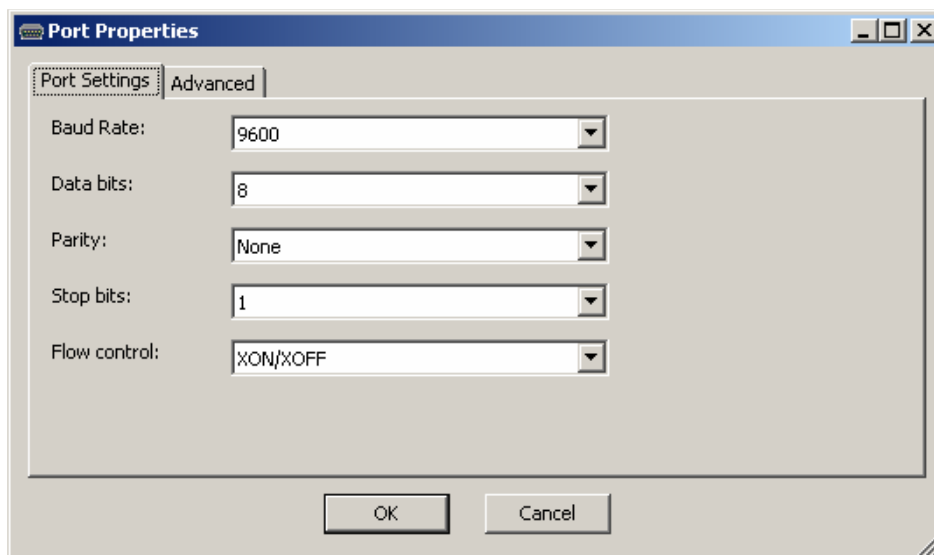 Port Properties
Port Settings Advanced
Baud Rate: 9600
Data bits: 8
Parity: None
Stop bits: 1
Flow control: XON/XOFF
OK Cancel